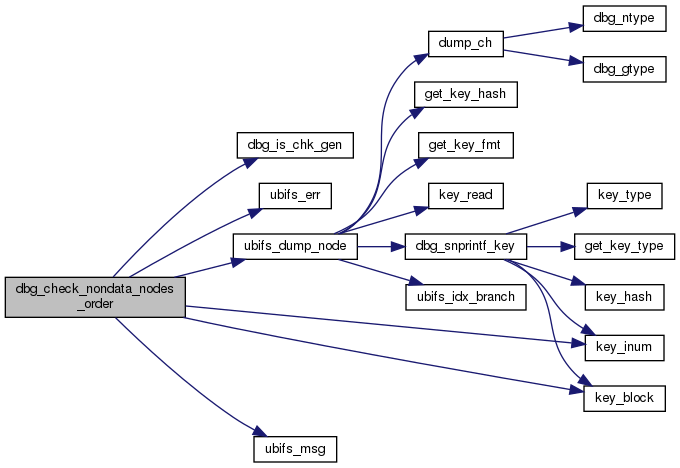 dbg_ntype
dump_ch
dbg_gtype
get_key_hash
dbg_is_chk_gen
get_key_fmt
ubifs_err
key_read
key_type
ubifs_dump_node
dbg_snprintf_key
get_key_type
dbg_check_nondata_nodes
_order
ubifs_idx_branch
key_hash
key_inum
key_block
ubifs_msg